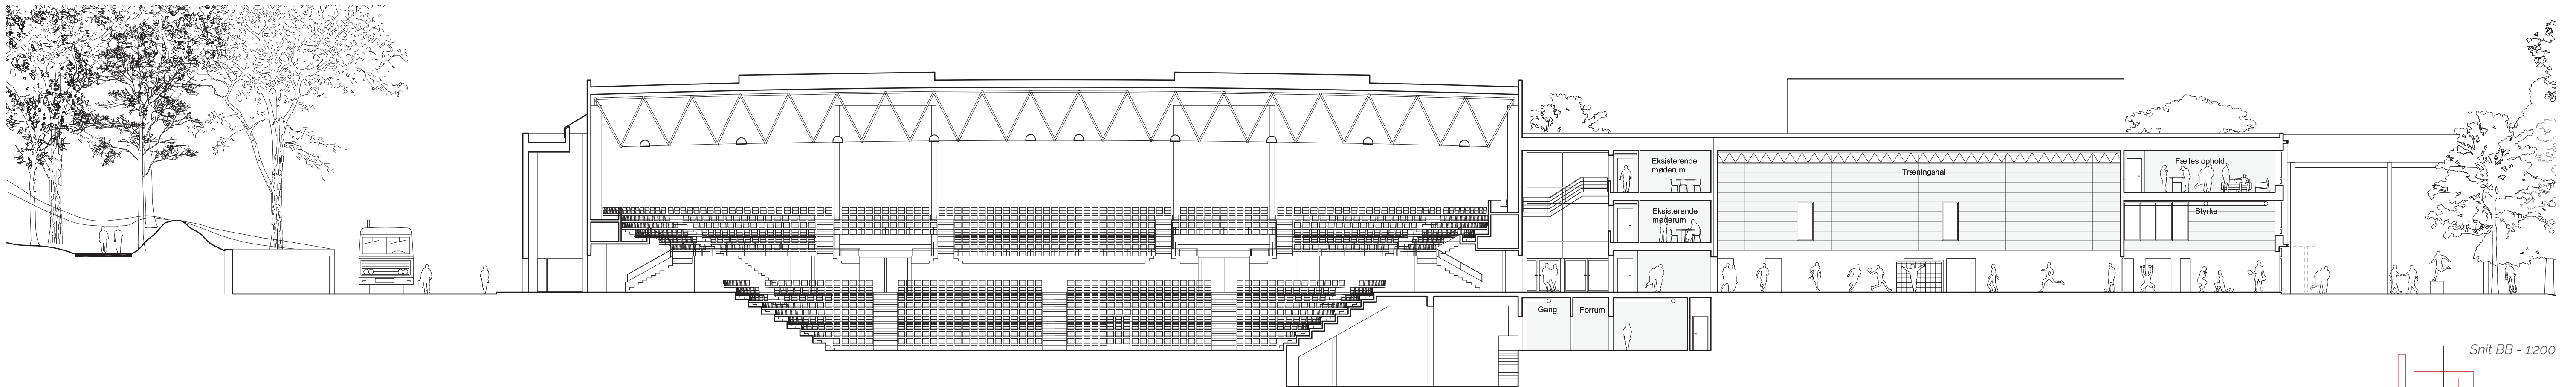 Eksisterende
møderum
Træningshal
Fælles ophold
Eksisterende
møderum
Styrke
Gang
Forrum
Snit BB - 1:200